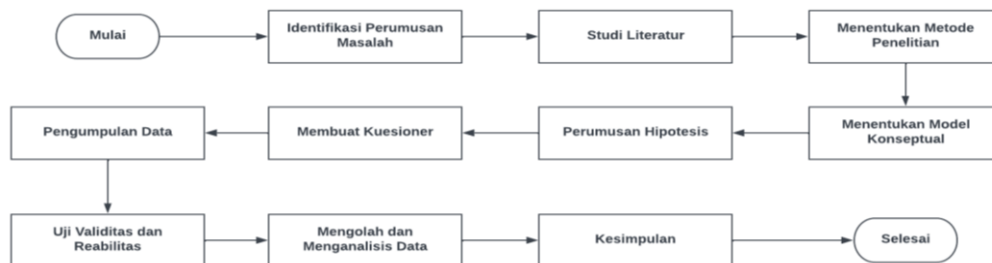 Mulai
Identifikasi Perumusan
Masalah
Studi Literatur
Menentukan Metode
Penelitian
Menentukan Model
Konseptual
Perumusan Hipotesis
Membuat Kuesioner
Pengumpulan Data
Uji Validitas dan
Reabilitas
Mengolah dan
Menganalisis Data
Kesimpulan
Selesai